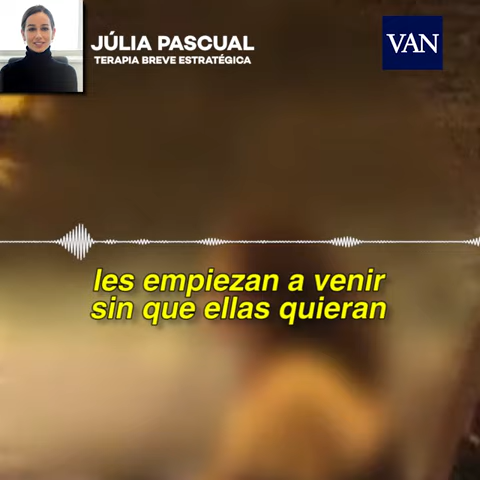 JÚLIA PASCUAL
TERAPIA BREVE ESTRATÉGICA
VAN
les empiezan a venir
sin que ellas quieran